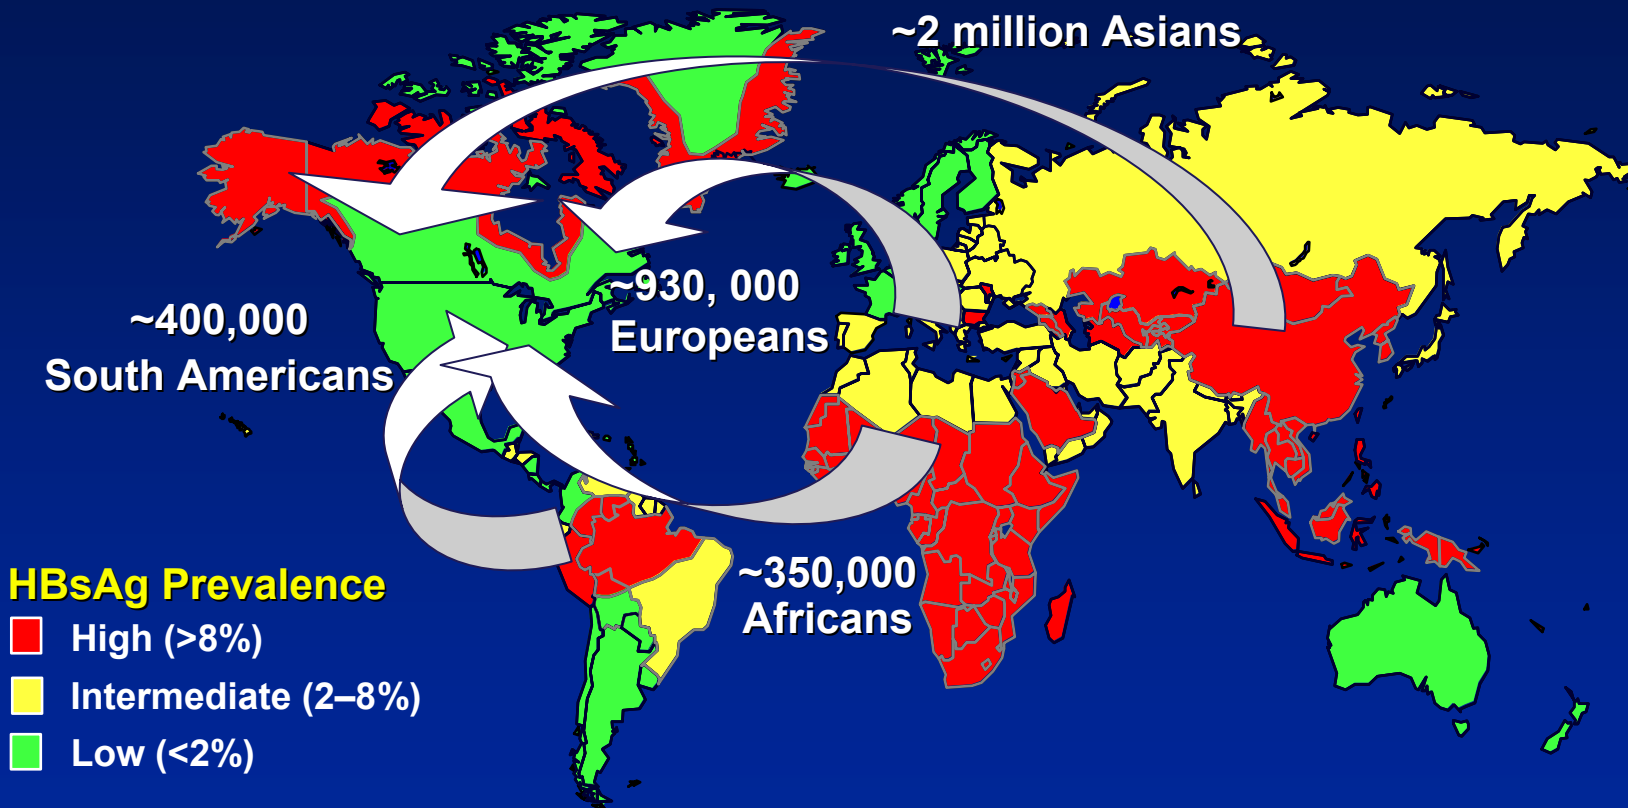 ~2 million Asians
~930, 000
Europeans
~400,000
South Americans
~350,000
Africans
HBsAg Prevalence
High (>8%)
Intermediate (2–8%)
Low (<2%)